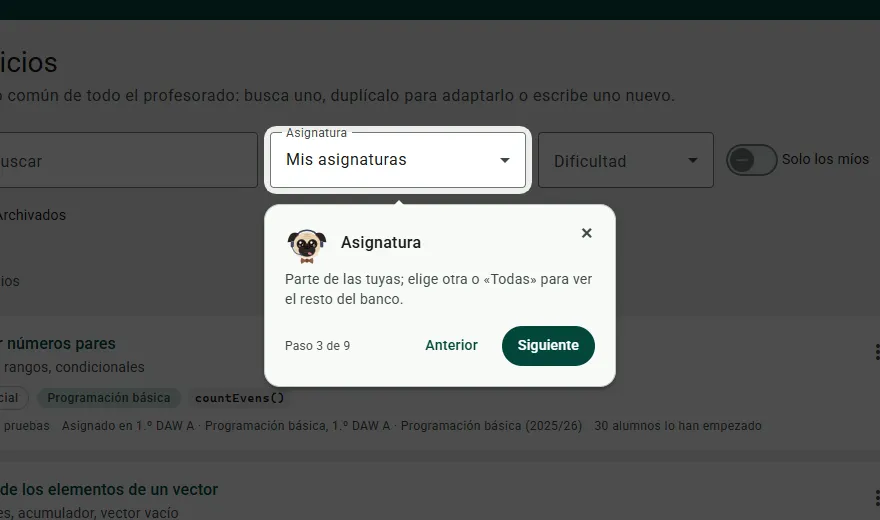 icios
o común de todo el profesorado: busca uno, duplícalo para adaptarlo o escribe uno nuevo.
uscar
Asignatura
Mis asignaturas
Dificultad
Solo los míos
Archivados
ios
Asignatura
Parte de las tuyas; elige otra o «Todas» para ver
el resto del banco.
Paso 3 de 9
Anterior
Siguiente
r números pares
rangos, condicionales
cial
Programación básica
countEvens()
pruebas
Asignado en 1.º DAW A · Programación básica, 1.º DAW A · Programación básica (2025/26)
30 alumnos lo han empezado
de los elementos de un vector
es, acumulador, vector vacío